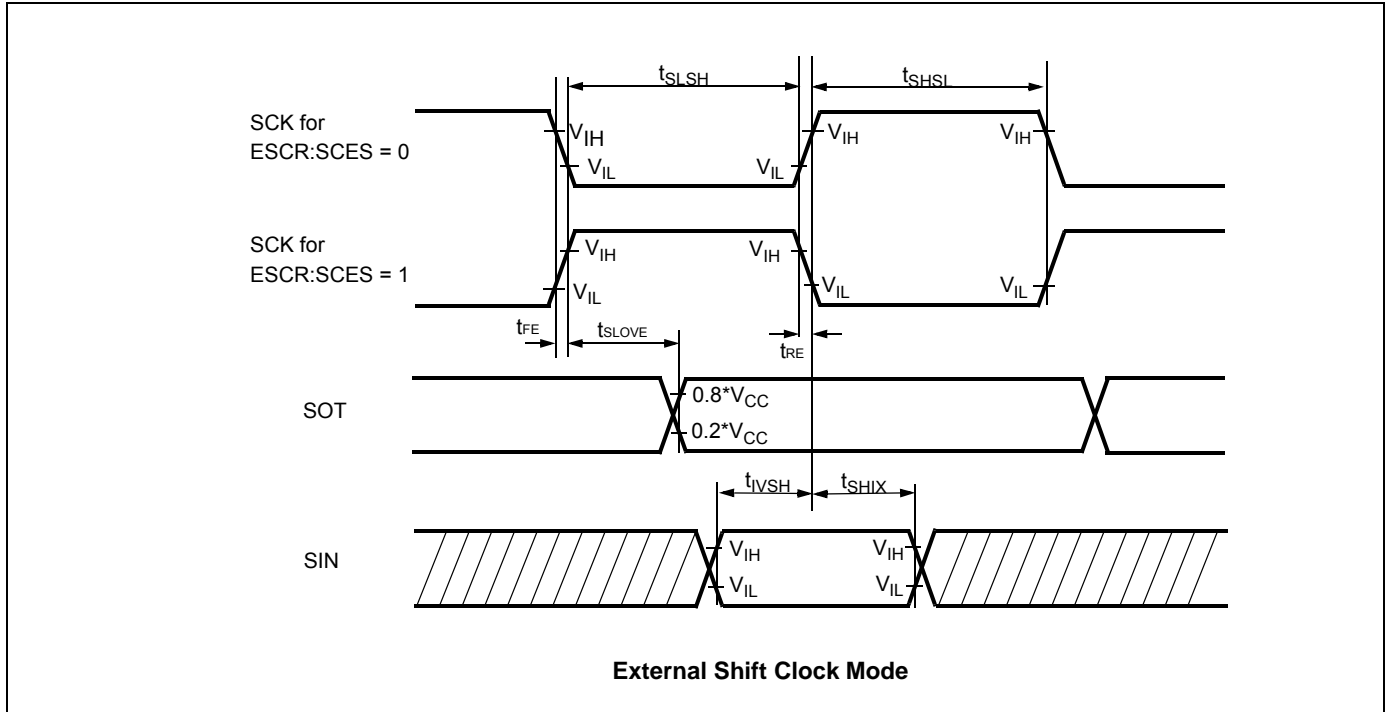 tSLSH
tSHSL
SCK for
ESCR:SCES = 0
VIH
VIL
VIL
VIH
VIH
SCK for
ESCR:SCES = 1
VIH
VIL
VIH
VIL
VIL
tFE
tSLOVE
tRE
SOT
0.8*VCC
0.2*VCC
tIVSH
tSHIX
SIN
VIH
VIL
VIH
VIL
External Shift Clock Mode